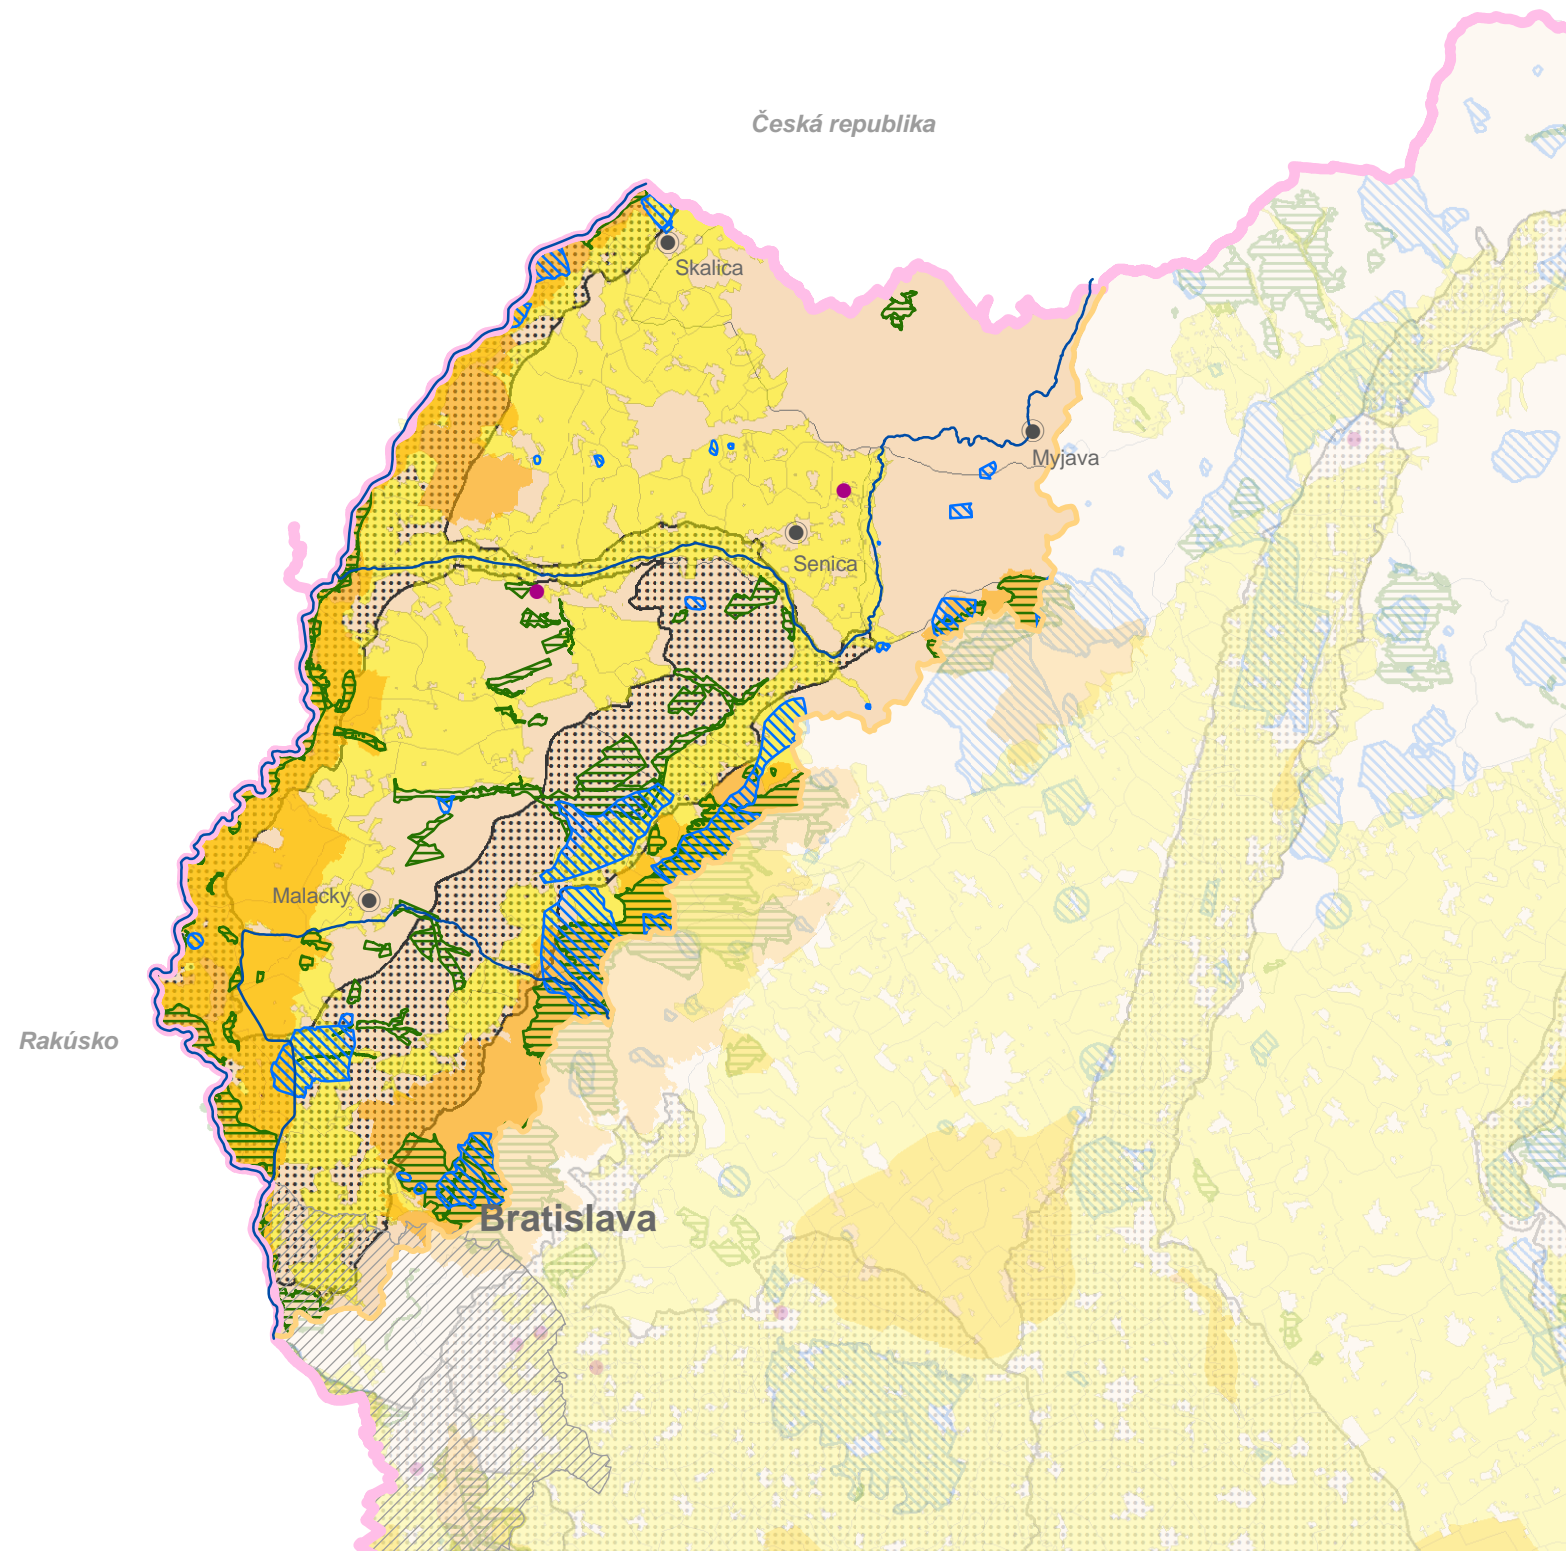 Česká republika
Skalica
Myjava
Senica
Malacky
Rakúsko
Bratislava